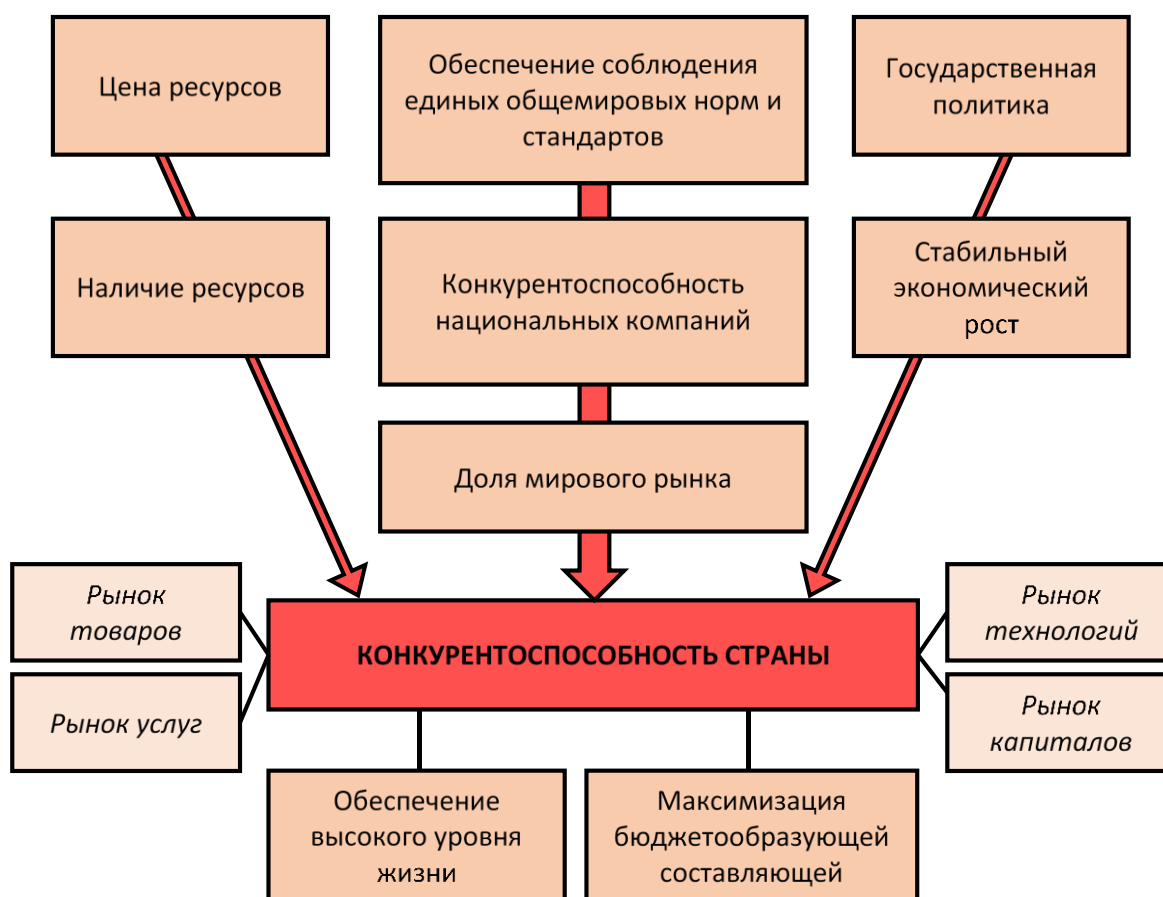 Цена ресурсов
Обеспечение соблюдения
единых общемировых норм и
стандартов
Государственная
политика
Наличие ресурсов
Конкурентоспособность
национальных компаний
Стабильный
экономический
рост
Доля мирового рынка
Рынок
товаров
Рынок услуг
КОНКУРЕНТОСПОСОБНОСТЬ СТРАНЫ
Рынок
технологий
Рынок
капиталов
Обеспечение
высокого уровня
жизни
Максимизация
бюджетообразующей
составляющей